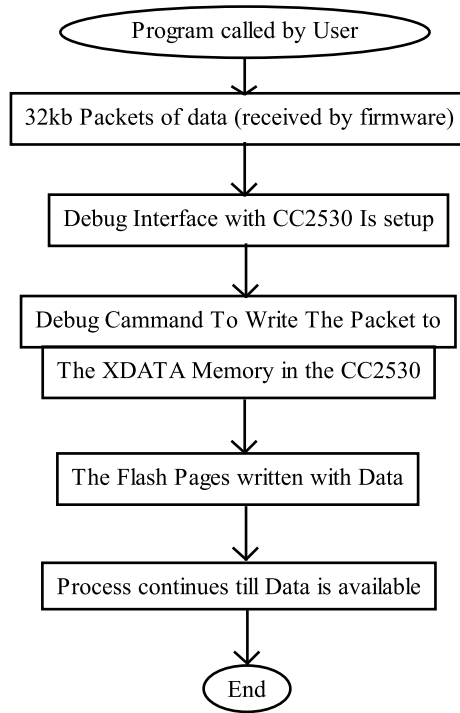 Program called by User
32kb Packets of data (received by firmware)
Debug Interface with CC2530 Is setup
Debug Cammand To Write The Packet to
The XDATA Memory in the CC2530
The Flash Pages written with Data
Process continues till Data is available
End